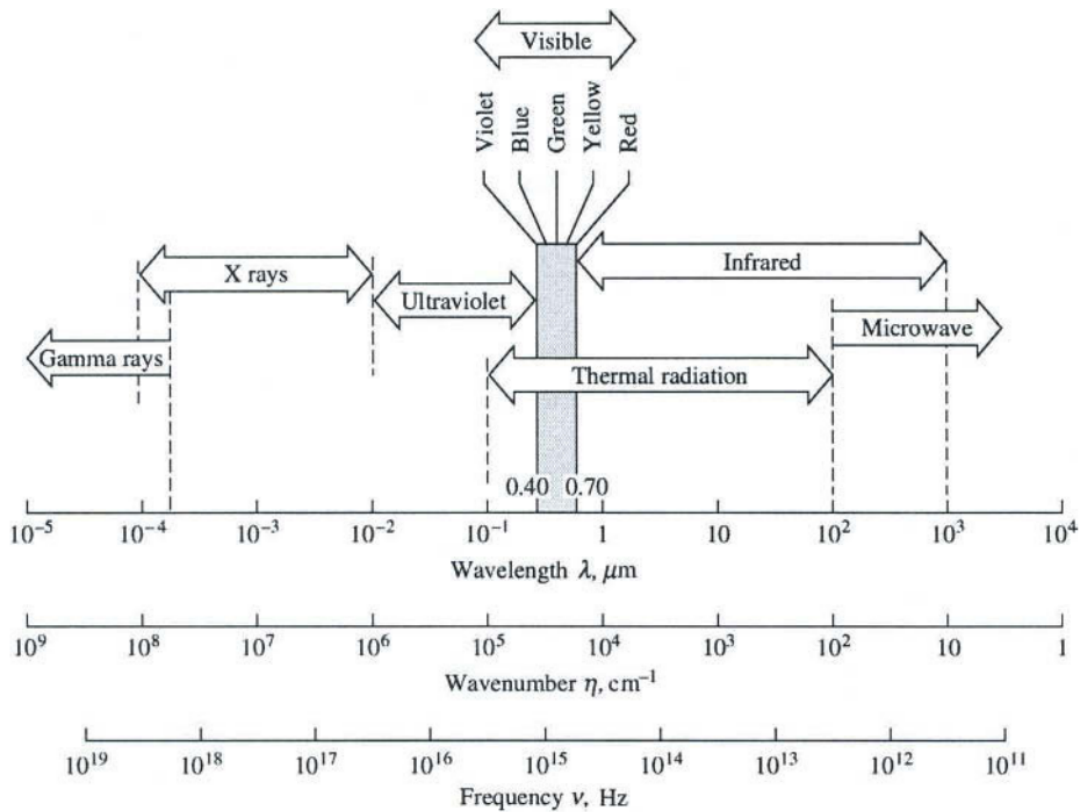 Visible
Violet
Blue
Green
Yellow
Red
X rays
Infrared
Ultraviolet
Microwave
Gamma rays
Thermal radiation
0.40 0.70
10⁻⁵ 10⁻⁴ 10⁻³ 10⁻² 10⁻¹ 1 10 10² 10³ 10⁴
Wavelength λ, μm
10⁹ 10⁸ 10⁷ 10⁶ 10⁵ 10⁴ 10³ 10² 10 1
Wavenumber η, cm⁻¹
10¹⁹ 10¹⁸ 10¹⁷ 10¹⁶ 10¹⁵ 10¹⁴ 10¹³ 10¹² 10¹¹
Frequency ν, Hz